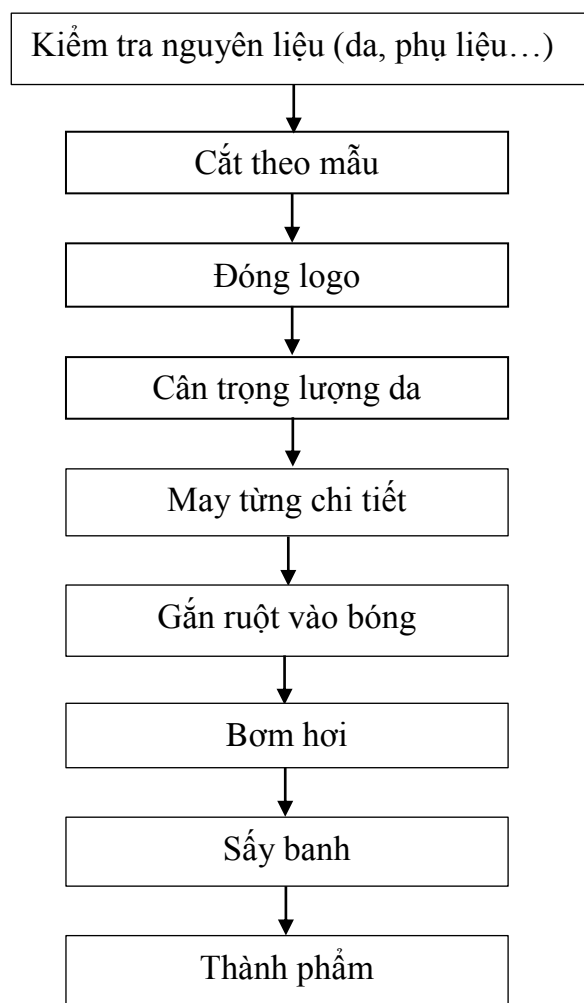 Kiểm tra nguyên liệu (da, phụ liệu…)
Cắt theo mẫu
Đóng logo
Cân trọng lượng da
May từng chi tiết
Gắn ruột vào bóng
Bơm hơi
Sấy banh
Thành phẩm